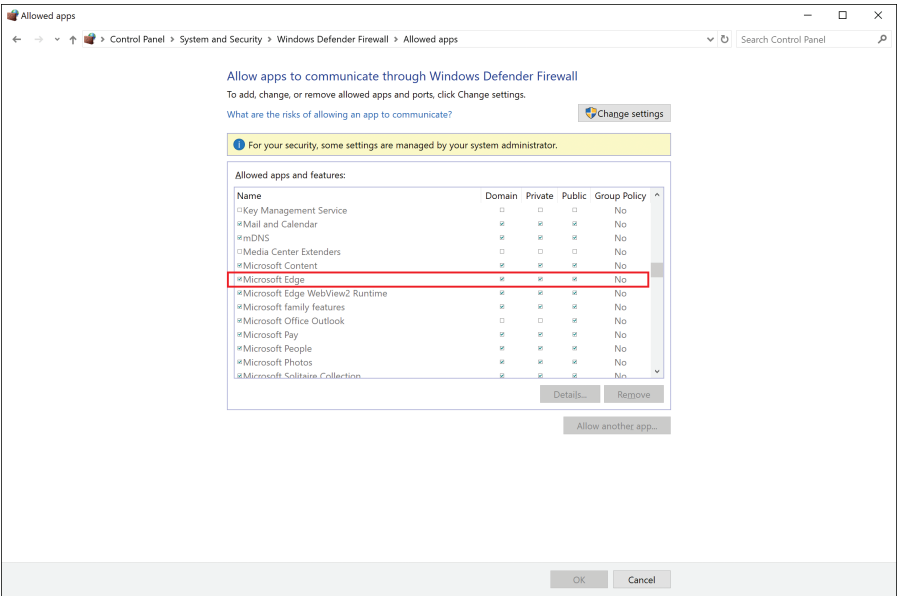 Allowed apps
Control Panel > System and Security > Windows Defender Firewall > Allowed apps
Search Control Panel
Allow apps to communicate through Windows Defender Firewall
To add, change, or remove allowed apps and ports, click Change settings.
What are the risks of allowing an app to communicate?
Change settings
For your security, some settings are managed by your system administrator.
Allowed apps and features:
Name Domain Private Public Group Policy
Key Management Service No
Mail and Calendar No
mDNS No
Media Center Extenders No
Microsoft Content No
Microsoft Edge No
Microsoft Edge WebView2 Runtime No
Microsoft family features No
Microsoft Office Outlook No
Microsoft Pay No
Microsoft People No
Microsoft Photos No
Microsoft Solitaire Collection No
Details... Remove
Allow another app...
OK Cancel